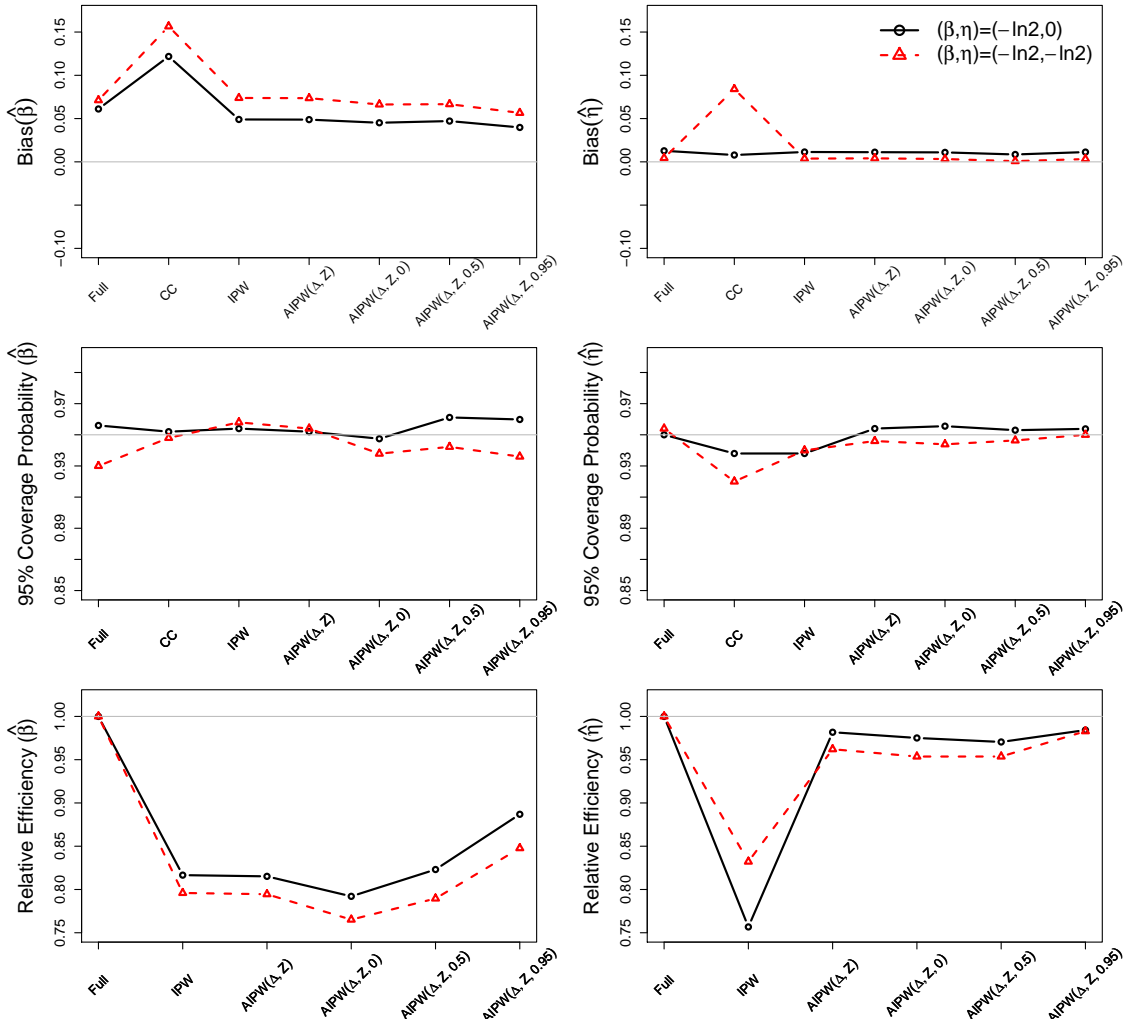 Bias(β̂)
0.15
0.10
0.05
0.00
−0.10
Full
CC
IPW
AIPW(Δ, Z)
AIPW(Δ, Z, 0)
AIPW(Δ, Z, 0.5)
AIPW(Δ, Z, 0.95)
Bias(η̂)
0.15
0.10
0.05
0.00
−0.10
(β,η)=(−ln2,0)
(β,η)=(−ln2,−ln2)
Full
CC
IPW
AIPW(Δ, Z)
AIPW(Δ, Z, 0)
AIPW(Δ, Z, 0.5)
AIPW(Δ, Z, 0.95)
95% Coverage Probability (β̂)
0.97
0.93
0.89
0.85
Full
CC
IPW
AIPW(Δ, Z)
AIPW(Δ, Z, 0)
AIPW(Δ, Z, 0.5)
AIPW(Δ, Z, 0.95)
95% Coverage Probability (η̂)
0.97
0.93
0.89
0.85
Full
CC
IPW
AIPW(Δ, Z)
AIPW(Δ, Z, 0)
AIPW(Δ, Z, 0.5)
AIPW(Δ, Z, 0.95)
Relative Efficiency (β̂)
1.00
0.95
0.90
0.85
0.80
0.75
Full
IPW
AIPW(Δ, Z)
AIPW(Δ, Z, 0)
AIPW(Δ, Z, 0.5)
AIPW(Δ, Z, 0.95)
Relative Efficiency (η̂)
1.00
0.95
0.90
0.85
0.80
0.75
Full
IPW
AIPW(Δ, Z)
AIPW(Δ, Z, 0)
AIPW(Δ, Z, 0.5)
AIPW(Δ, Z, 0.95)